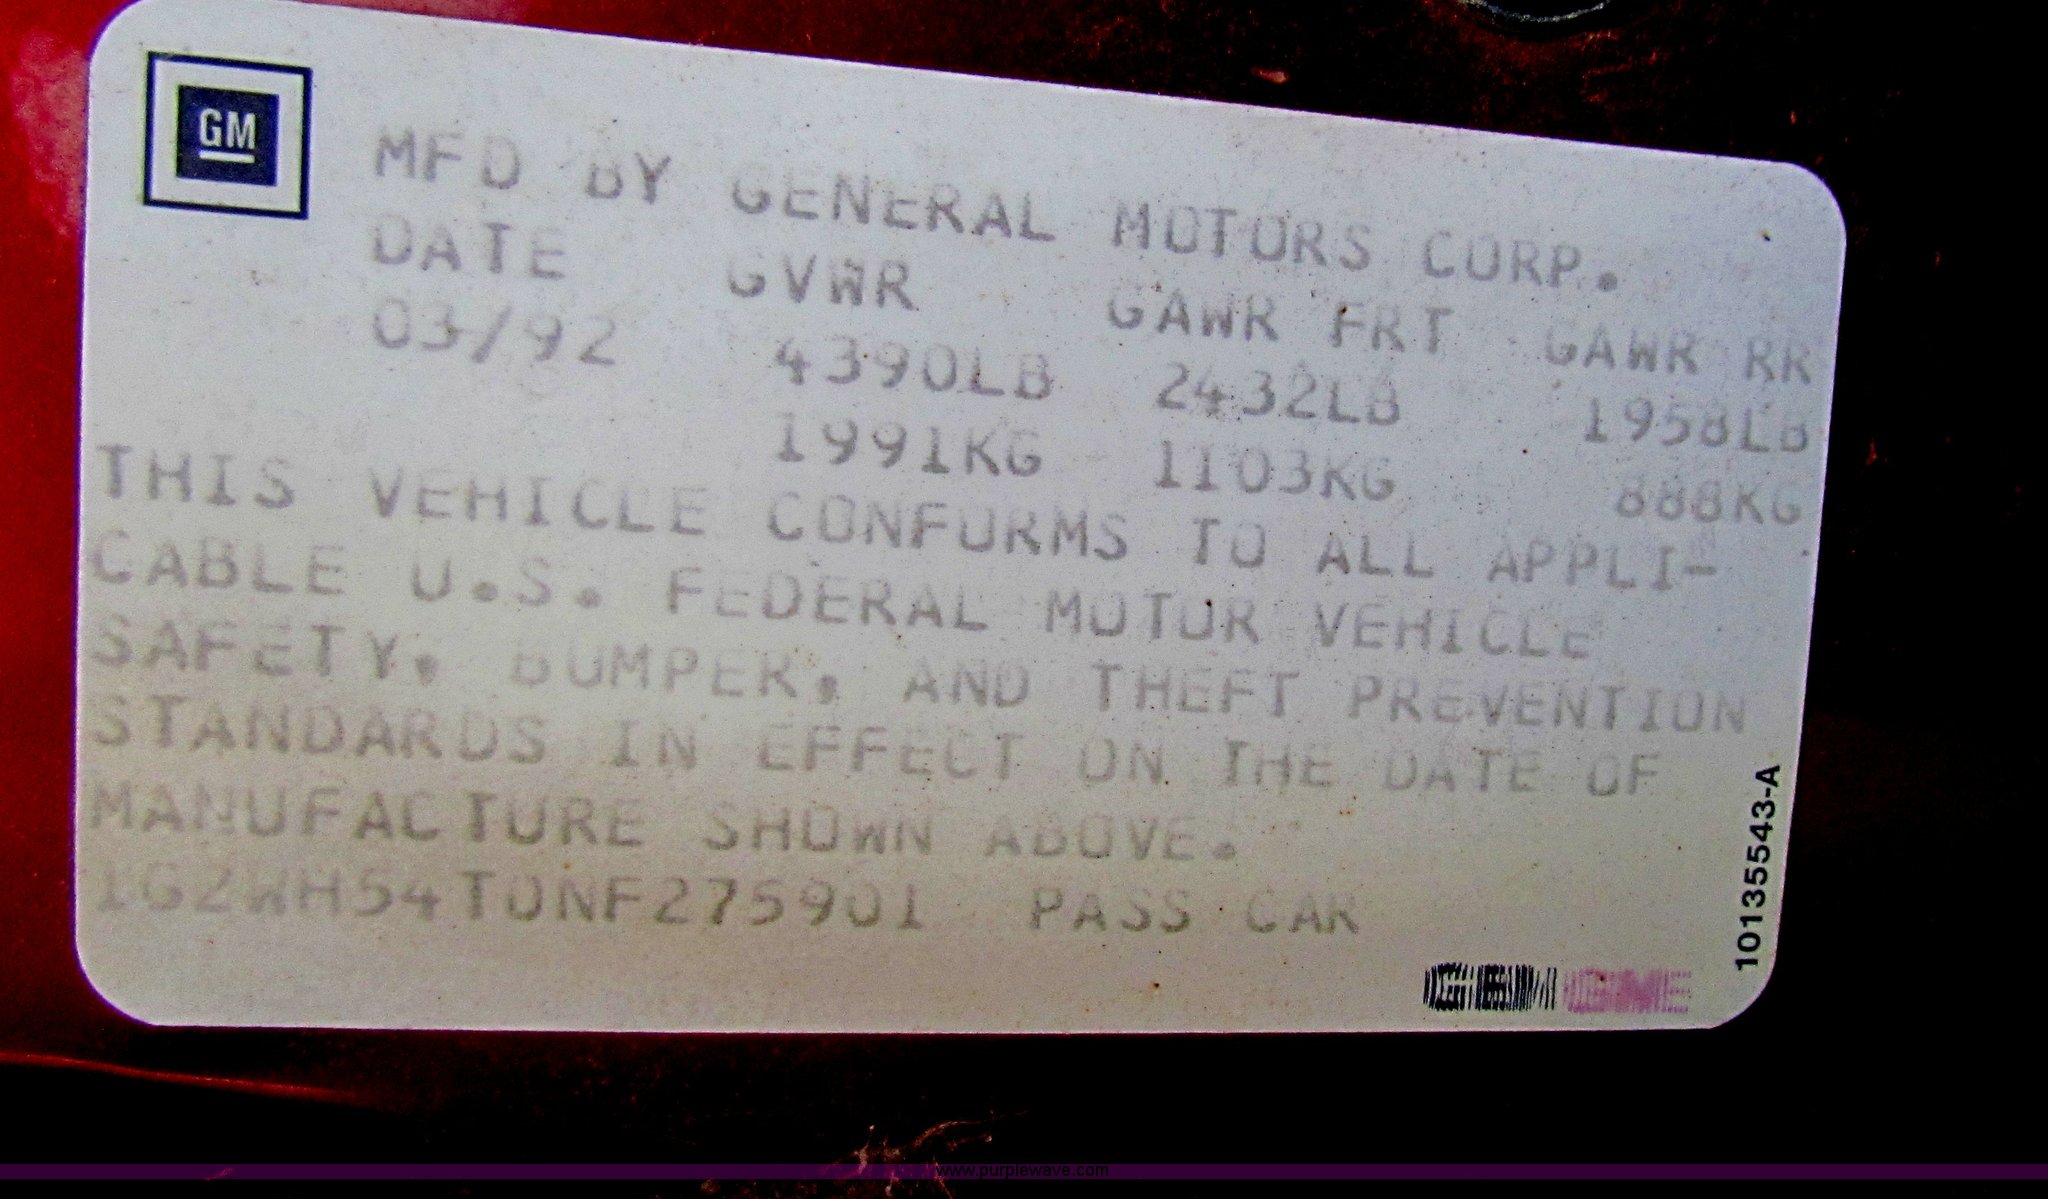 GM
MFD BY GENERAL MOTORS CORP.
DATE GVWR GAWR FRT GAWR RR
03/92 4390LB 2432LB 1958LB
1991KG 1103KG 888KG
THIS VEHICLE CONFORMS TO ALL APPLI-
CABLE U.S. FEDERAL MOTOR VEHICLE
SAFETY, BUMPER, AND THEFT PREVENTION
STANDARDS IN EFFECT ON THE DATE OF
MANUFACTURE SHOWN ABOVE.
1G2WH54T0NF275901 PASS CAR
10135543-A
www.purplewave.com